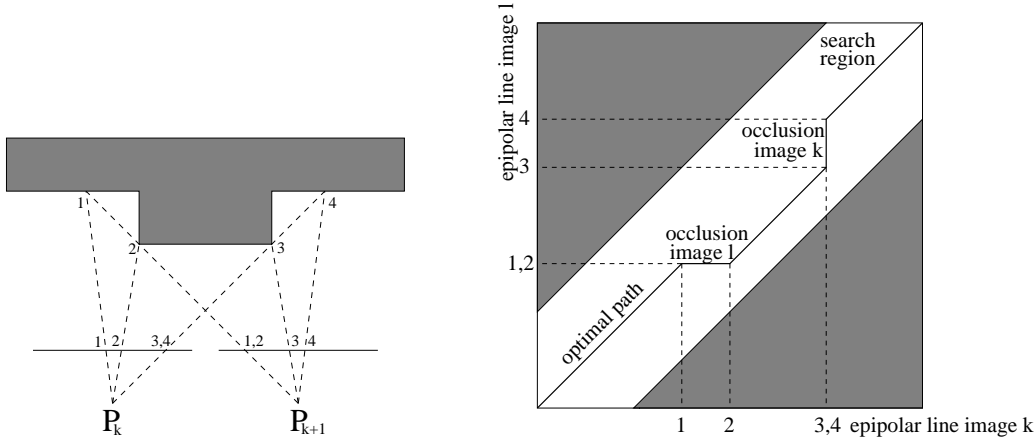 1
4
2
3
1 2
3,4
1,2
3 4
P_k
P_{k+1}
epipolar line image l
search
region
4
occlusion
image k
3
occlusion
image l
1,2
optimal path
1
2
3,4 epipolar line image k